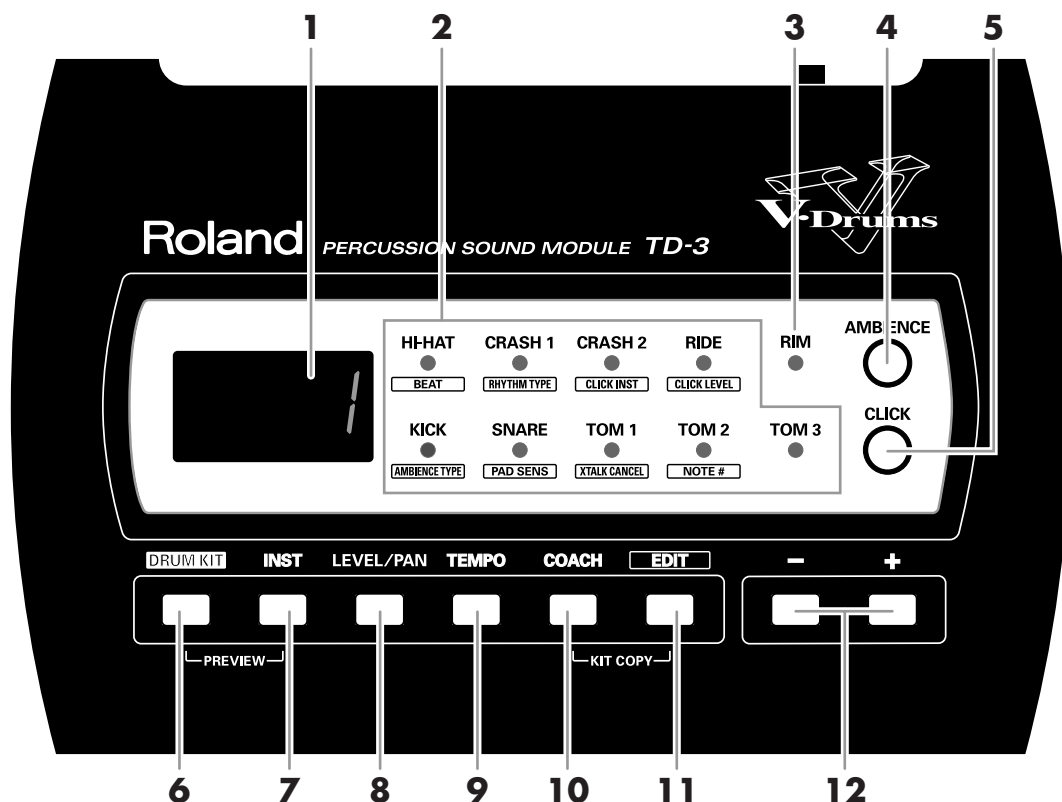 1 2 3 4 5
V-Drums
Roland PERCUSSION SOUND MODULE TD-3
HI-HAT CRASH 1 CRASH 2 RIDE RIM AMBIENCE
BEAT RHYTHM TYPE CLICK INST CLICK LEVEL
1
CLICK
KICK SNARE TOM 1 TOM 2 TOM 3
AMBIENCE TYPE PAD SENS XTALK CANCEL NOTE #
DRUM KIT INST LEVEL/PAN TEMPO COACH EDIT − +
PREVIEW KIT COPY
6 7 8 9 10 11 12